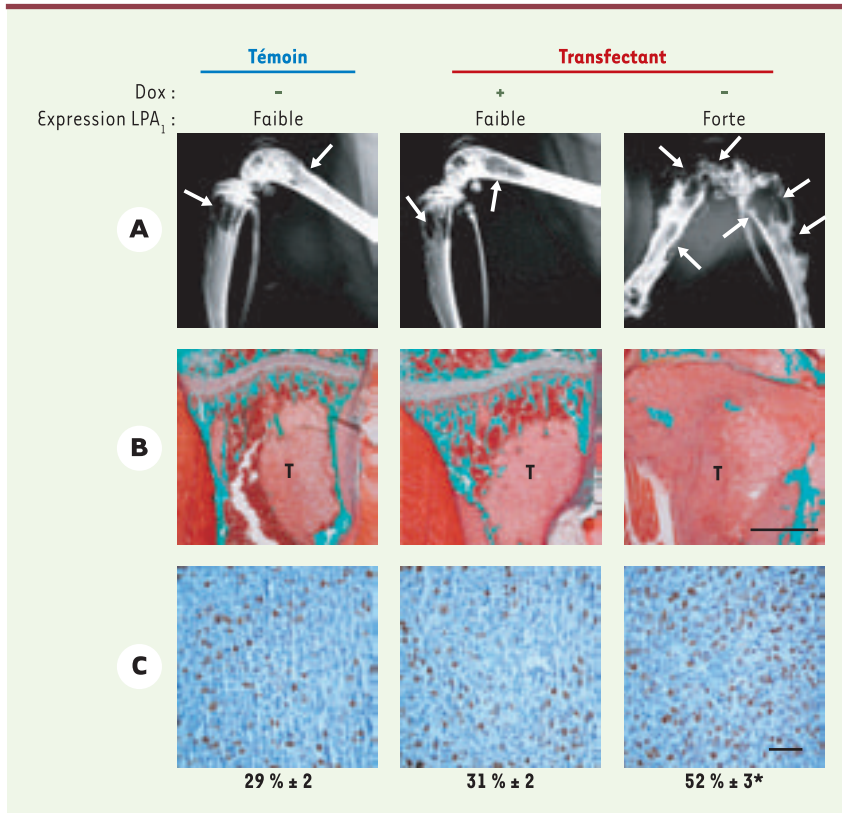 Témoin Transfectant
Dox : - + -
Expression LPA1 : Faible Faible Forte
A
B
T T T
C
29 % ± 2 31 % ± 2 52 % ± 3*